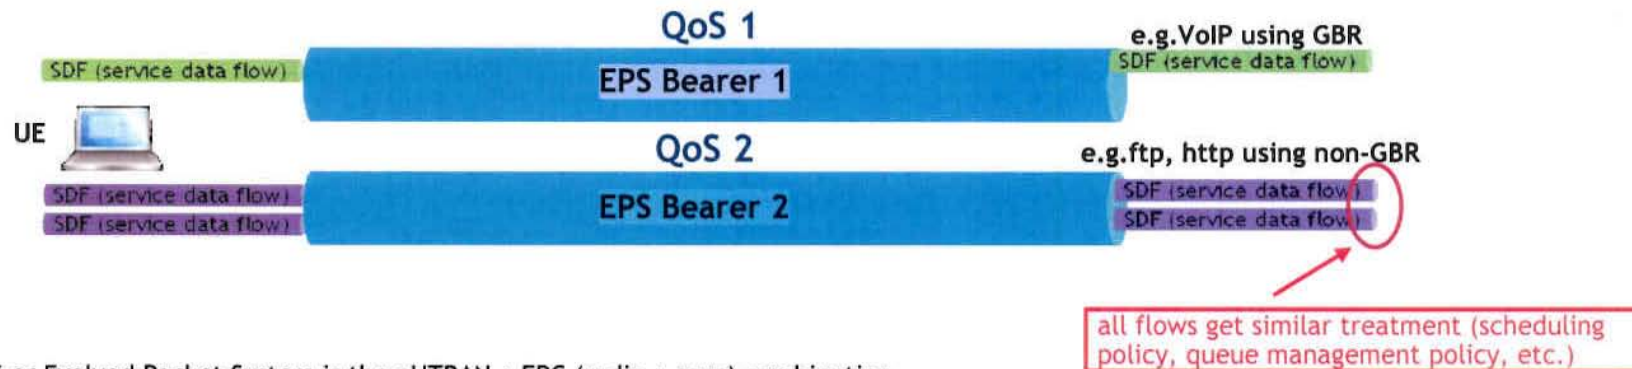 QoS 1
e.g.VoIP using GBR
SDF (service data flow)
SDF (service data flow)
EPS Bearer 1
UE
QoS 2
e.g.ftp, http using non-GBR
SDF (service data flow)
SDF (service data flow)
EPS Bearer 2
SDF (service data flow)
SDF (service data flow)
all flows get similar treatment (scheduling
policy, queue management policy, etc.)